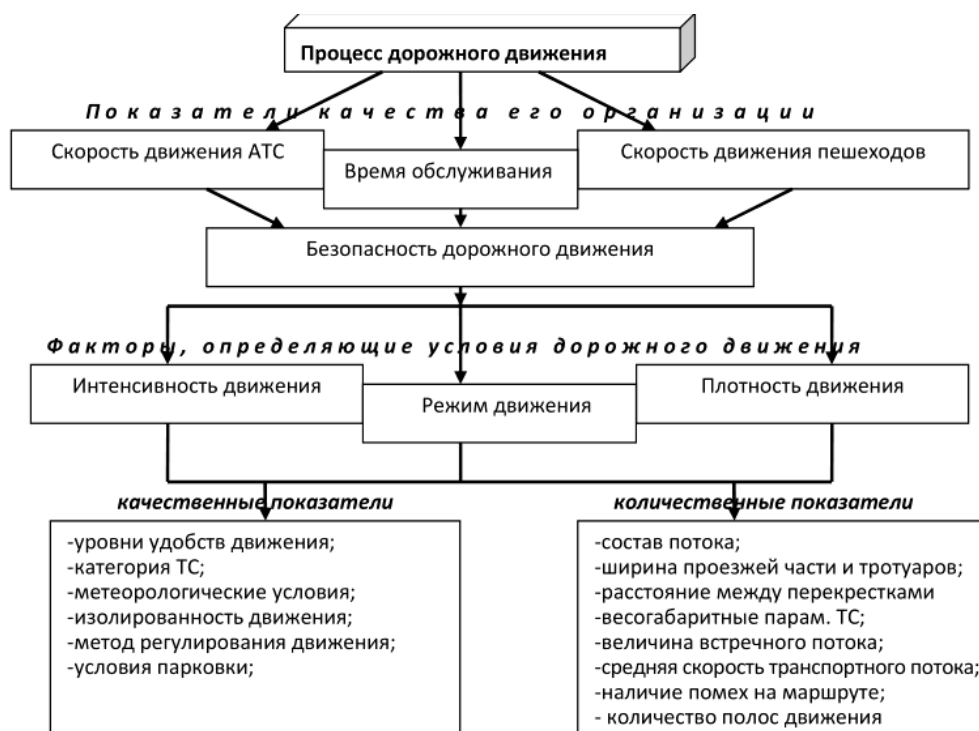 Процесс дорожного движения
Показатели качества его организации
Скорость движения АТС
Время обслуживания
Скорость движения пешеходов
Безопасность дорожного движения
Факторы, определяющие условия дорожного движения
Интенсивность движения
Режим движения
Плотность движения
качественные показатели
-уровни удобств движения;
-категория ТС;
-метеорологические условия;
-изолированность движения;
-метод регулирования движения;
-условия парковки;
количественные показатели
-состав потока;
-ширина проезжей части и тротуаров;
-расстояние между перекрестками
-весогабаритные парам. ТС;
-величина встречного потока;
-средняя скорость транспортного потока;
-наличие помех на маршруте;
- количество полос движения